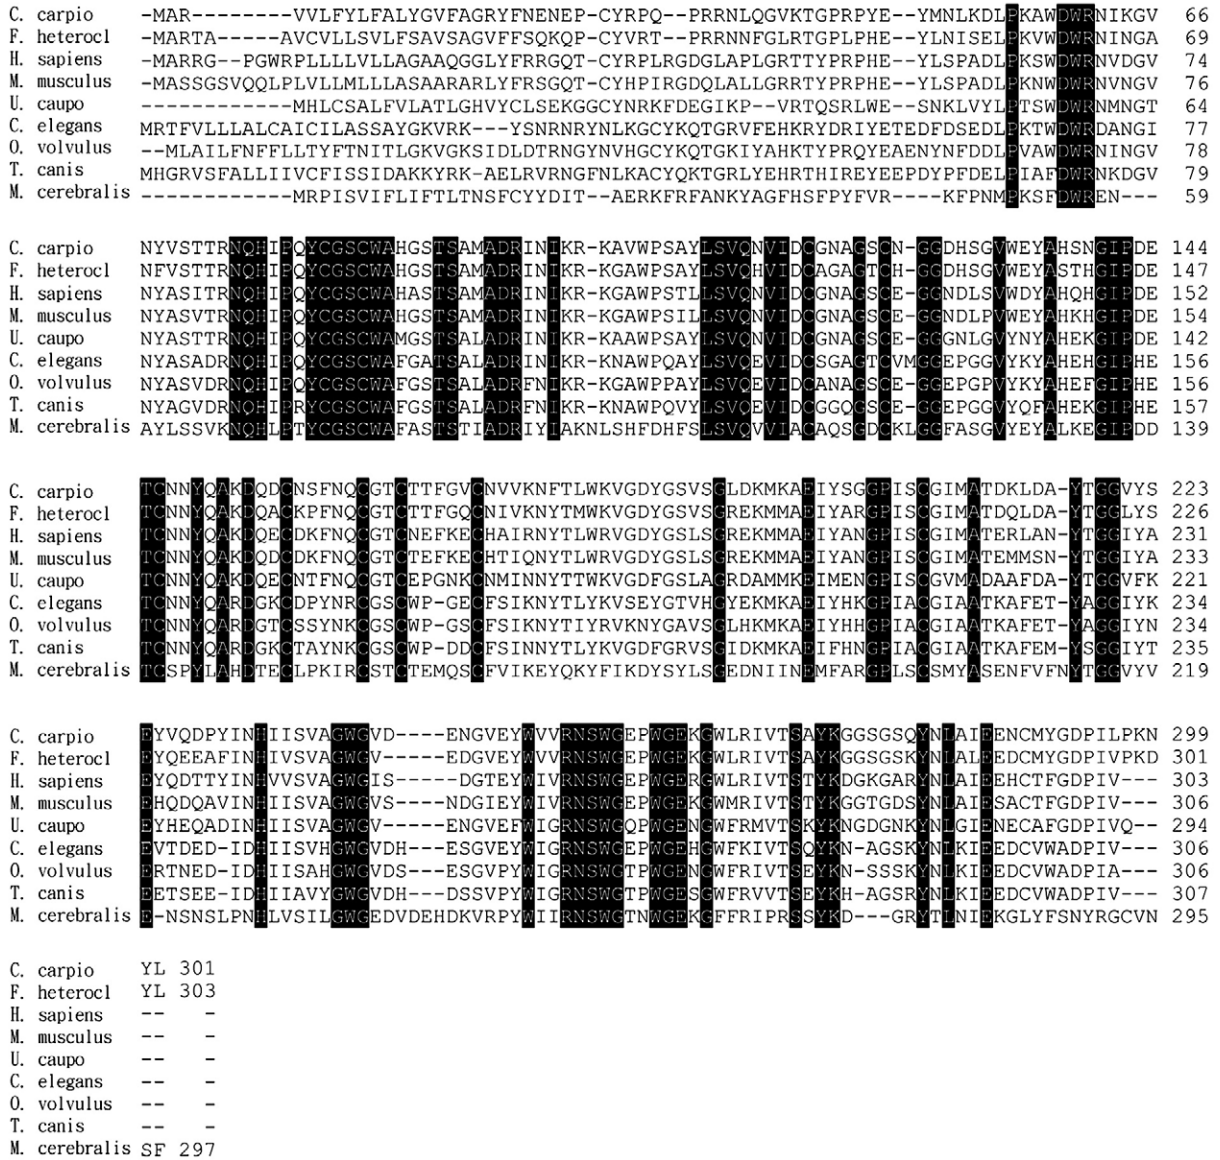 C. carpio -MAR----------VVLFYLFALYGVFAGRYFNENEP-CYRPQ--PRRNLQGVKTGPRPYE--YMNLKDLPKAWDWRNIKGV 66
F. heterocl -MARTA-----AVCVLLSVLFSAVSAGVFFSQKQP-CYVRT--PRRNNFGLRTGPLPHE--YLNISELPKVWDWRNINGA 69
H. sapiens -MARRG--PGWRPLLLLVLLAGAAQGGLYFRRGQT-CYRPLRGDGLAPLGRTTYPRPHE--YLSPADLPKSWDWRNVDGV 74
M. musculus -MASSGSVQQLPLVLLMLLLASAARARLYFRSGQT-CYHPIRGDQLALLGRRTYPRPHE--YLSPADLPKNWDWRNVNGV 76
U. caupo ------------MHLCSALFVLATLGHVYCLSEKGGCYNRKFDEGIKP--VRTQSRLWE--SNKLVYLPTSWDWRNMNGT 64
C. elegans MRTFVLLLALCAICILASSAYGKVRK---YSNRNRYNLKGCYKQTGRVFEHKRYDRIYETEDFDSEDLPKTWDWRDANGI 77
O. volvulus --MLAILFNFFLLTYFTNITLGKVGKSIDLDTRNGYNVHGCYKQTGKIYAHKTYPRQYEAENYNFDDLPVAWDWRNINGV 78
T. canis MHGRVSFALLIIVCFISSIDAKKYRK-AELRVRNGFNLKACYQKTGRLYEHRTHIREYEEPDYPFDELPIAFDWRNKDGV 79
M. cerebralis ------------MRPISVIFLIFTLTNSFCYYDIT--AERKFRFANKYAGFHSFPYFVR----KFPNMPKSFDWREN--- 59
C. carpio NYVSTTRNQHIPQYCGSCWAHGSTSAMADRINIKR-KAVWPSAYLSVQNVIDCGNAGSCN-GGDHSGVWEYAHSNGIPDE 144
F. heterocl NFVSTTRNQHIPQYCGSCWAHGSTSAMADRINIKR-KGAWPSAYLSVQHVIDCAGAGTCH-GGDHSGVWEYASTHGIPDE 147
H. sapiens NYASITRNQHIPQYCGSCWAHASTSAMADRINIKR-KGAWPSTLLSVQNVIDCGNAGSCE-GGNDLSVWDYAHQHGIPDE 152
M. musculus NYASVTRNQHIPQYCGSCWAHGSTSAMADRINIKR-KGAWPSILLSVQNVIDCGNAGSCE-GGNDLPVWEYAHKHGIPDE 154
U. caupo NYASTTRNQHIPQYCGSCWAMGSTSALADRINIKR-KAAWPSAYLSVQNVIDCGNAGSCE-GGGNLGVYNYAHEKGIPDE 142
C. elegans NYASADRNQHIPQYCGSCWAFGATSALADRINIKR-KNAWPQAYLSVQEVIDCSGAGTCVMGGEPGGVYKYAHEHGIPHE 156
O. volvulus NYASVDRNQHIPQYCGSCWAFGSTSALADRFNIKR-KGAWPPAYLSVQEVIDCANAGSCE-GGEPGPVYKYAHEFGIPHE 156
T. canis NYAGVDRNQHIPRYCGSCWAFGSTSALADRFNIKR-KNAWPQVYLSVQEVIDCGGQGSCE-GGEPGGVYQFAHEKGIPHE 157
M. cerebralis AYLSSVKNQHLPTYCGSCWAFASTSTIADRIYLAKNLSHFDHFSLSVQVVIACAQSGDCKLGGFASGVYEYALKEGIPDD 139
C. carpio TCNNYQAKDQDCNSFNQCGTCTTFGVCNVVKNFTLWKVGDYGSVSGLDKMKAEIYSGGPISCGIMATDKLDA-YTGGVYS 223
F. heterocl TCNNYQAKDQACKPFNQCGTCTTFGQCNIVKNYTMWKVGDYGSVSGREKMMAEIYARGPISCGIMATDQLDA-YTGGLYS 226
H. sapiens TCNNYQAKDQECDKFNQCGTCNEFKECHAIRNYTLWRVGDYGSLSGREKMMAEIYANGPISCGIMATERLAN-YTGGIYA 231
M. musculus TCNNYQAKDQDCDKFNQCGTCTEFKECHTIQNYTLWRVGDYGSLSGREKMMAEIYANGPISCGIMATEMMSN-YTGGIYA 233
U. caupo TCNNYQAKDQECNTFNQCGTCEPGNKCNMINNYTTWKVGDFGSLAGRDAMMKEIMENGPISCGVMADAAFDA-YTGGVFK 221
C. elegans TCNNYQARDGKCDPYNRCGSCWP-GECFSIKNYTLYKVSEYGTVHGYEKMKAEIYHKGPIACGIAATKAFET-YAGGIYK 234
O. volvulus TCNNYQARDGTCSSYNKCGSCWP-GSCFSIKNYTIYRVKNYGAVSGLHKMKAEIYHHGPIACGIAATKAFET-YAGGIYN 234
T. canis TCNNYQARDGKCTAYNKCGSCWP-DDCFSINNYTLYKVGDFGRVSGIDKMKAEIFHNGPIACGIAATKAFEM-YSGGIYT 235
M. cerebralis TCSPYLAHDTECLPKIRCSTCTEMQSCFVIKEYQKYFIKDYSYLSGEDNIINEMFARGPLSCSMYASENFVFNYTGGVYV 219
C. carpio EYVQDPYINHIISVAGWGVD----ENGVEYWVVRNSWGEPWGEKGWLRIVTSAYKGGSGSQYNLAIEENCMYGDPILPKN 299
F. heterocl EYQEEAFINHIVSVAGWGVD----EDGVEYWVVRNSWGEPWGEKGWLRIVTSAYKGGSGSKYNLALEEDCMYGDPIVPKD 301
H. sapiens EYQDTTYINHVVSVAGWGIS-----DGTEYWIVRNSWGEPWGERGWLRIVTSTYKDGKGARYNLAIEEHCTFGDPIV--- 303
M. musculus EHQDQAVINHIISVAGWGVS----NDGIEYWIVRNSWGEPWGEKGWMRIVTSTYKGGTGDSYNLAIESACTFGDPIV--- 306
U. caupo EYHEQADINHIISVAGWGV-----ENGVEFWIGRNSWGQPWGENGWFRMVTSKYKNGDGNKYNLGIENECAFGDPIVQ-- 294
C. elegans EVTDED-IDHIISVHGWGVDH---ESGVEYWIGRNSWGEPWGEHGWFKIVTSQYKN-AGSKYNLKIEEDCVWADPIV--- 306
O. volvulus ERTNED-IDHIISVHGWGVDH---ESGVPYWIGRNSWGTPWGEHGWFRIVTSEYKN-SSSKYNLKIEEDCVWADPIA--- 306
T. canis EETSEE-IDHIIAVYGWGVDH---DSSVPYWIGRNSWGTPWGESGWFRVVTSEYKH-AGSRYNLKIEEDCVWADPIV--- 307
M. cerebralis E-NSNSLPNHLVSILGWGEDVDEHDKVRPYWIIRNSWGTNWGEKGFFRIPRSSYKD---GRYTLNIEKGLYFSNYRGCVN 295
C. carpio YL 301
F. heterocl YL 303
H. sapiens -- -
M. musculus -- -
U. caupo -- -
C. elegans -- -
O. volvulus -- -
T. canis -- -
M. cerebralis SF 297